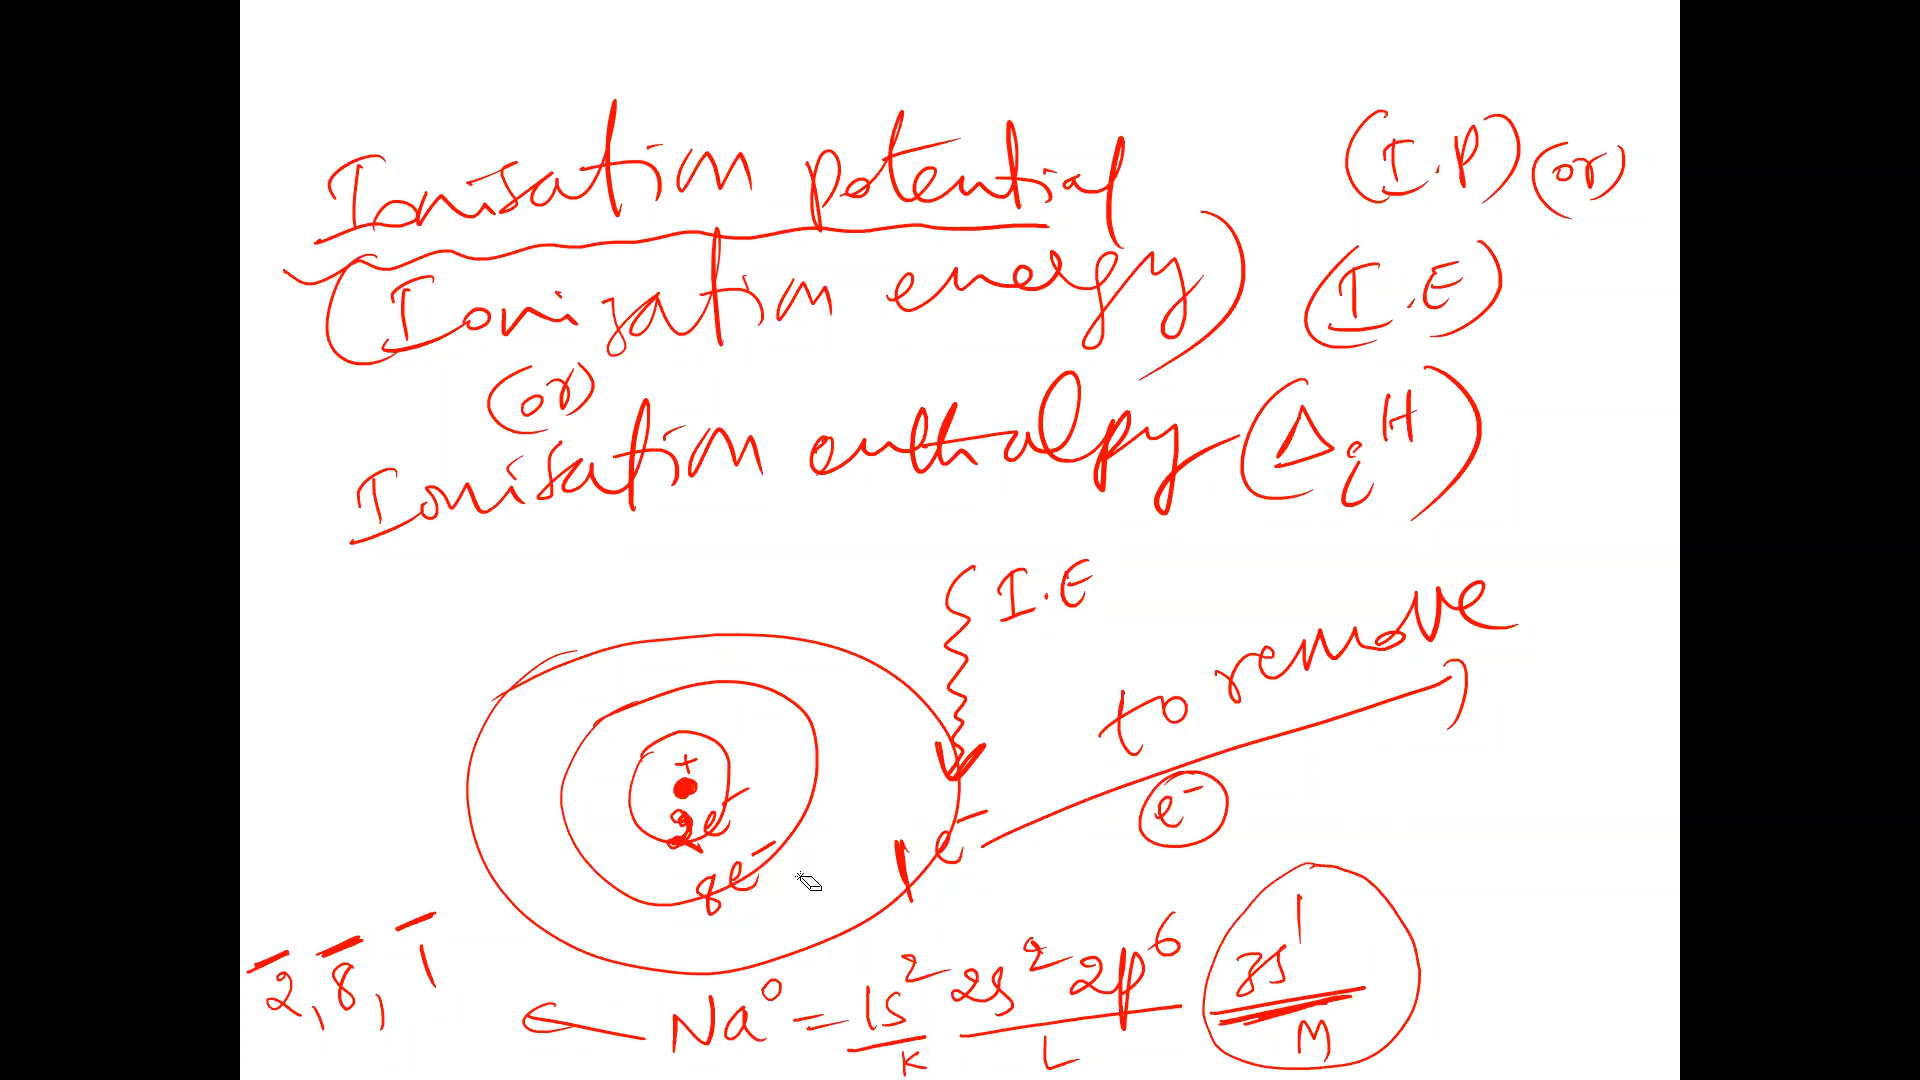 Ionisation potential (I.P) (or)
(Ionization energy) (I.E)
(or)
Ionisation enthalpy (ΔiH)
I.E
to remove
+
2e⁻
8e⁻
1e⁻
e⁻
2, 8, 1
Na⁰ = 1s² 2s² 2p⁶ 3s¹
K L M